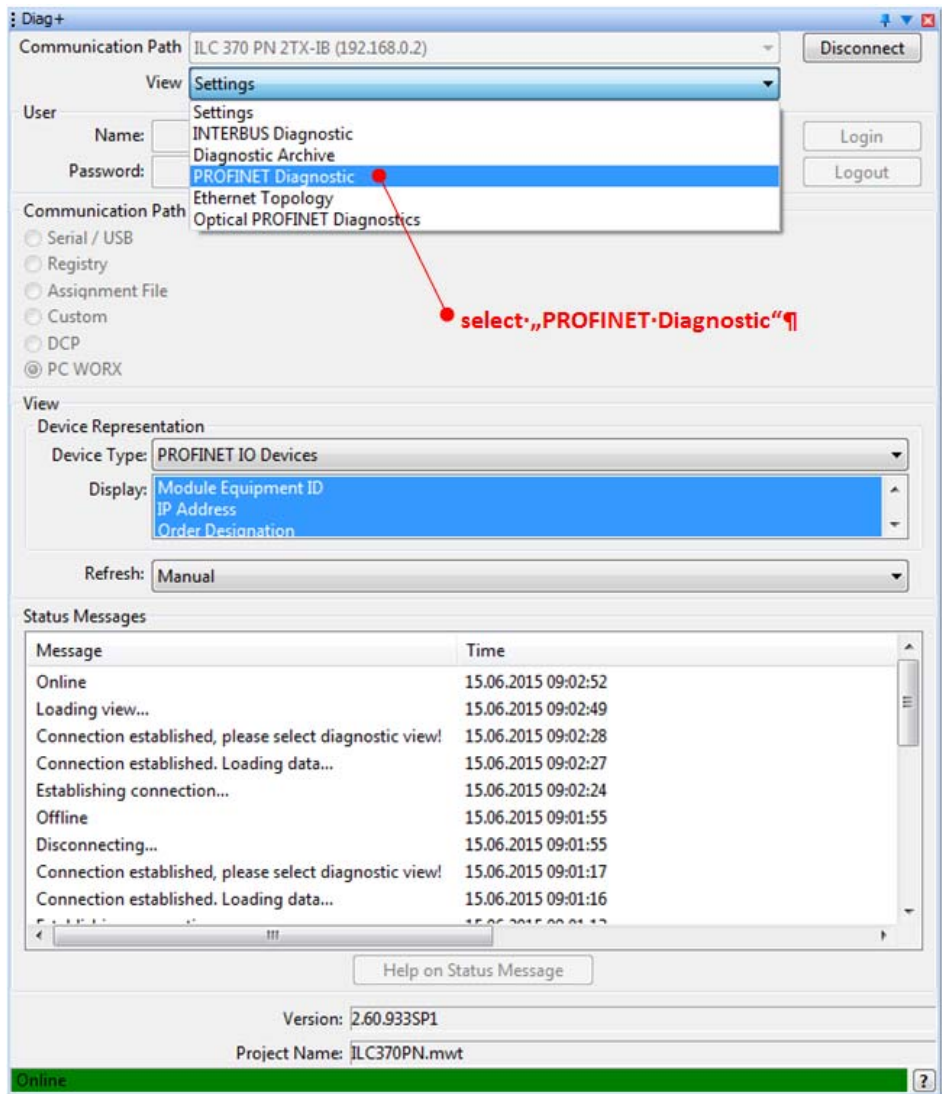 Diag+
Communication Path ILC 370 PN 2TX-IB (192.168.0.2) Disconnect
View Settings
User Settings
Name: INTERBUS Diagnostic Login
Diagnostic Archive
Password: PROFINET Diagnostic Logout
Ethernet Topology
Communication Path Optical PROFINET Diagnostics
Serial / USB
Registry
Assignment File
Custom
select·„PROFINET·Diagnostic“¶
DCP
PC WORX
View
Device Representation
Device Type: PROFINET IO Devices
Display: Module Equipment ID
IP Address
Order Designation
Refresh: Manual
Status Messages
Message Time
Online 15.06.2015 09:02:52
Loading view... 15.06.2015 09:02:49
Connection established, please select diagnostic view! 15.06.2015 09:02:28
Connection established. Loading data... 15.06.2015 09:02:27
Establishing connection... 15.06.2015 09:02:24
Offline 15.06.2015 09:01:55
Disconnecting... 15.06.2015 09:01:55
Connection established, please select diagnostic view! 15.06.2015 09:01:17
Connection established. Loading data... 15.06.2015 09:01:16
Help on Status Message
Version: 2.60.933SP1
Project Name: ILC370PN.mwt
Online ?